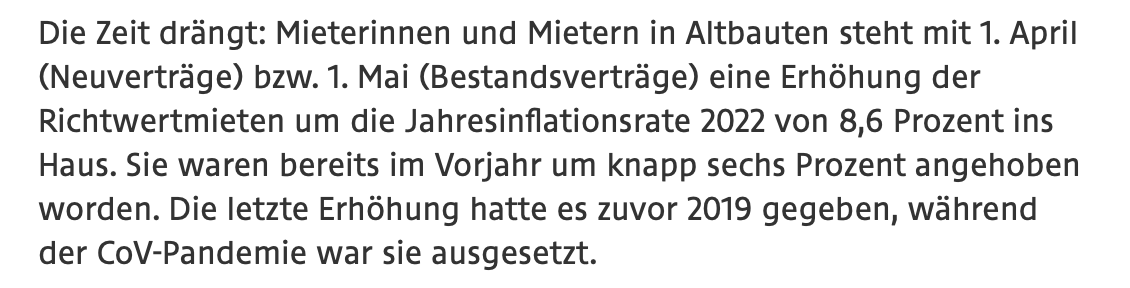 Die Zeit drängt: Mieterinnen und Mietern in Altbauten steht mit 1. April
(Neuverträge) bzw. 1. Mai (Bestandsverträge) eine Erhöhung der
Richtwertmieten um die Jahresinflationsrate 2022 von 8,6 Prozent ins
Haus. Sie waren bereits im Vorjahr um knapp sechs Prozent angehoben
worden. Die letzte Erhöhung hatte es zuvor 2019 gegeben, während
der CoV-Pandemie war sie ausgesetzt.